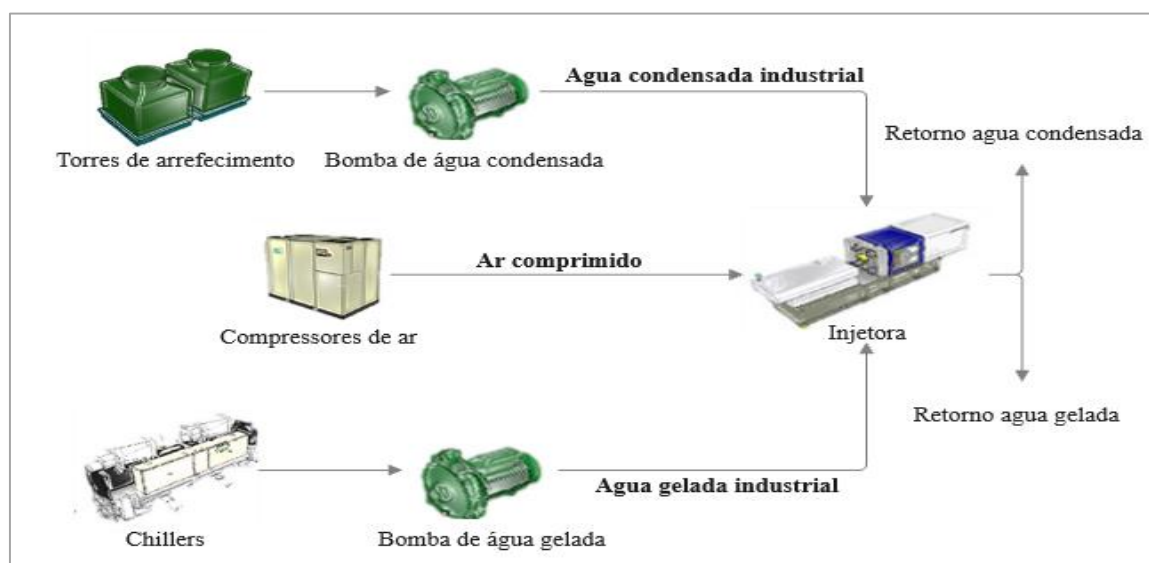 Agua condensada industrial
Retorno agua condensada
Torres de arrefecimento
Bomba de água condensada
Ar comprimido
Compressores de ar
Injetora
Retorno agua gelada
Agua gelada industrial
Chillers
Bomba de água gelada